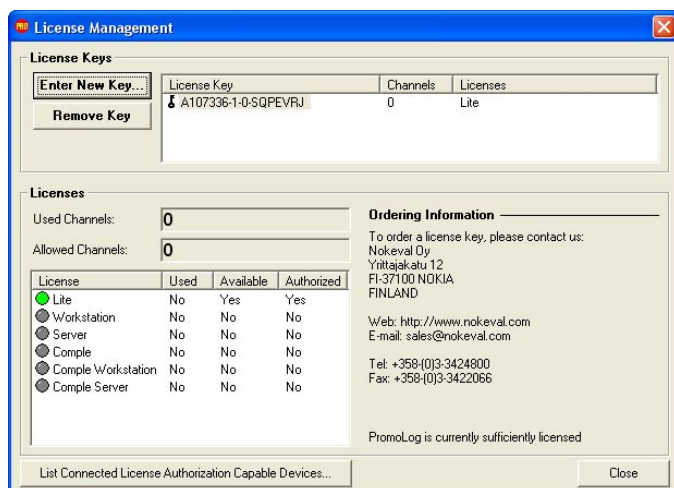 PRO License Management
License Keys
Enter New Key...
Remove Key
License Key Channels Licenses
A107336-1-0-SQPEVRJ 0 Lite
Licenses
Used Channels: 0
Allowed Channels: 0
License Used Available Authorized
Lite No Yes Yes
Workstation No No No
Server No No No
Comple No No No
Comple Workstation No No No
Comple Server No No No
Ordering Information
To order a license key, please contact us:
Nokeval Oy
Yrittajakatu 12
FI-37100 NOKIA
FINLAND
Web: http://www.nokeval.com
E-mail: sales@nokeval.com
Tel: +358-(0)3-3424800
Fax: +358-(0)3-3422066
PromoLog is currently sufficiently licensed
List Connected License Authorization Capable Devices...
Close